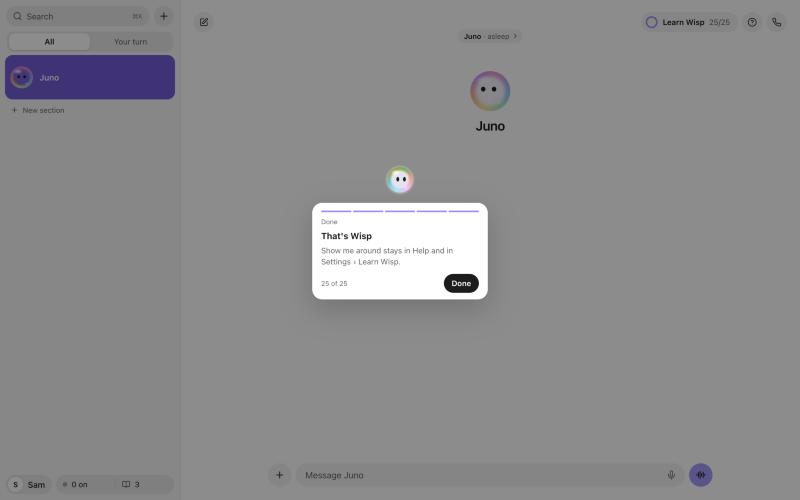 Search
⌘K
All
Your turn
Juno
New section
S
Sam
0 on
3
Juno · asleep
Learn Wisp
25/25
Juno
Done
That's Wisp
Show me around stays in Help and in
Settings › Learn Wisp.
25 of 25
Done
Message Juno